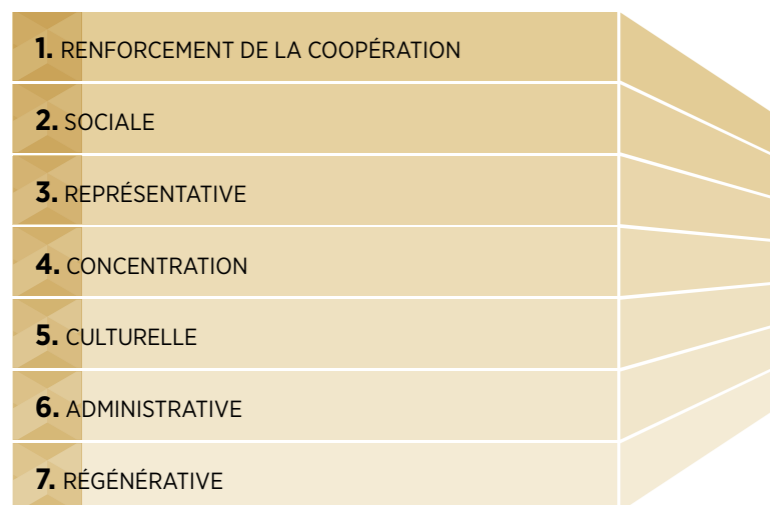 1. RENFORCEMENT DE LA COOPÉRATION
2. SOCIALE
3. REPRÉSENTATIVE
4. CONCENTRATION
5. CULTURELLE
6. ADMINISTRATIVE
7. RÉGÉNÉRATIVE